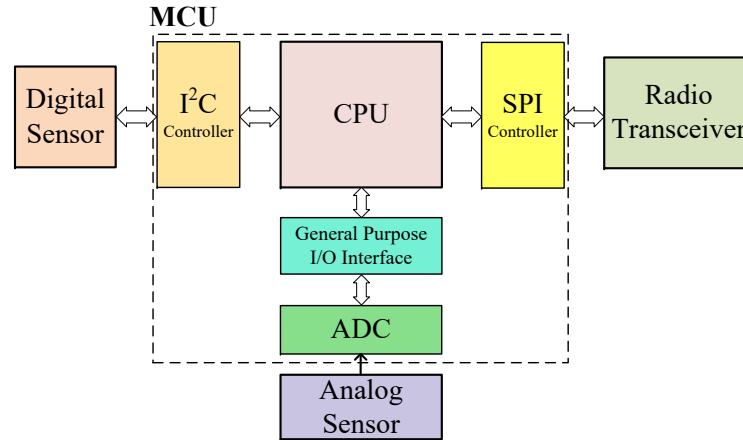 MCU
Digital
Sensor
I²C
Controller
CPU
SPI
Controller
Radio
Transceiver
General Purpose
I/O Interface
ADC
Analog
Sensor